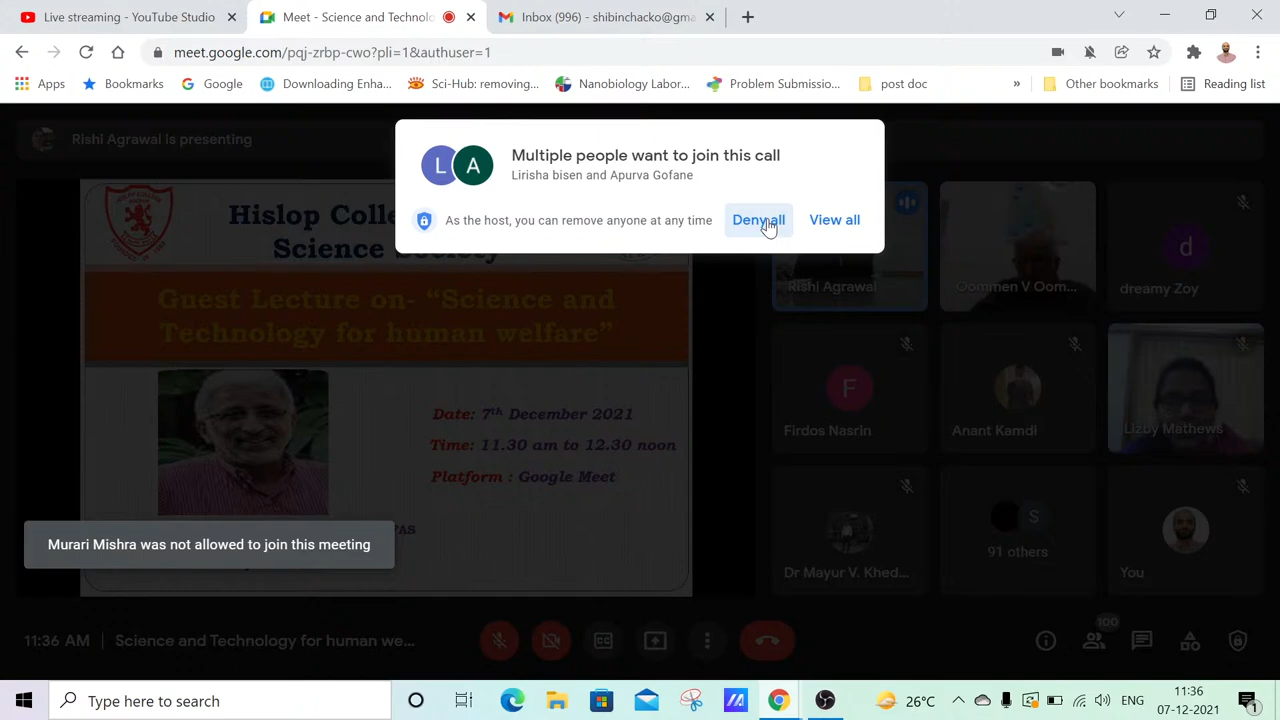 Live streaming - YouTube Studio
Meet - Science and Technolo
Inbox (996) - shibinchacko@gma
meet.google.com/pqj-zrbp-cwo?pli=1&authuser=1
Apps
Bookmarks
Google
Downloading Enha...
Sci-Hub: removing...
Nanobiology Labor...
Problem Submissio...
post doc
»
Other bookmarks
Reading list
Rishi Agrawal is presenting
L
A
Multiple people want to join this call
Lirisha bisen and Apurva Gofane
As the host, you can remove anyone at any time
Deny all
View all
Hislop Colle
Science Society
Guest Lecture on- “Science and
Technology for human welfare”
Date: 7th December 2021
Time: 11.30 am to 12.30 noon
Platform : Google Meet
FAS
Murari Mishra was not allowed to join this meeting
Rishi Agrawal
Oommen V Oom...
d
dreamy Zoy
F
Firdos Nasrin
Anant Kamdi
Lizby Mathews
Dr Mayur V. Khed...
S
91 others
You
11:36 AM
Science and Technology for human we...
100
Type here to search
26°C
ENG
11:36
07-12-2021
1